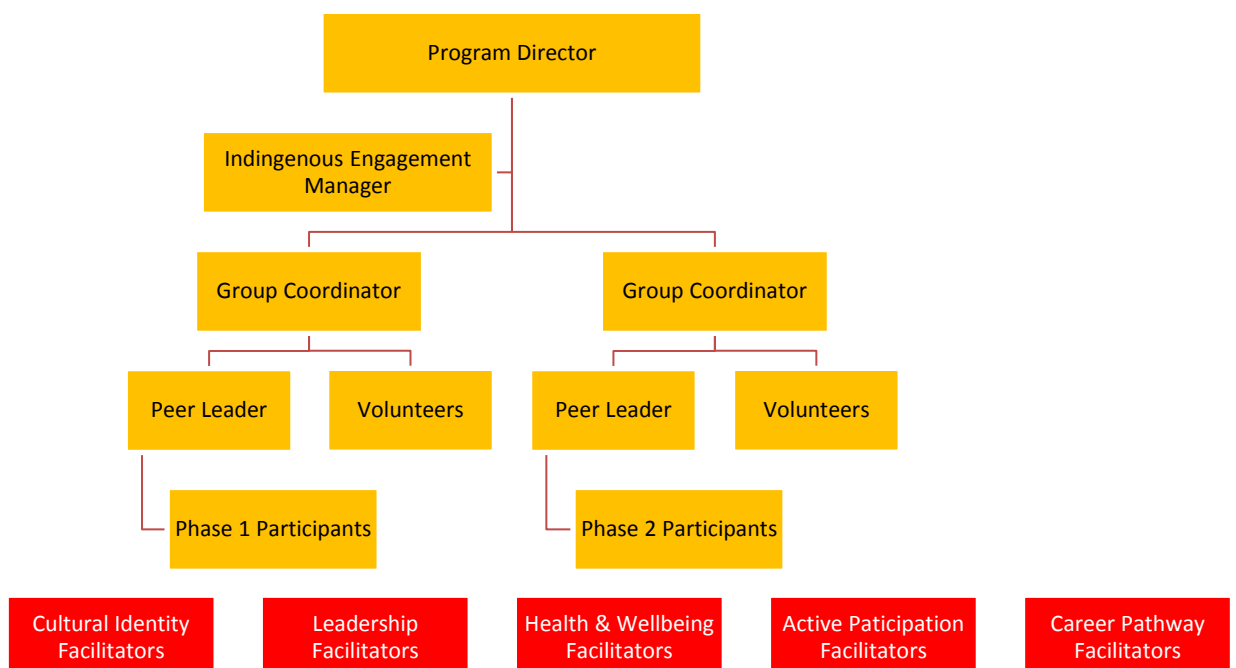 Program Director
Indingenous Engagement
Manager
Group Coordinator
Group Coordinator
Peer Leader
Volunteers
Peer Leader
Volunteers
Phase 1 Participants
Phase 2 Participants
Cultural Identity
Facilitators
Leadership
Facilitators
Health & Wellbeing
Facilitators
Active Paticipation
Facilitators
Career Pathway
Facilitators